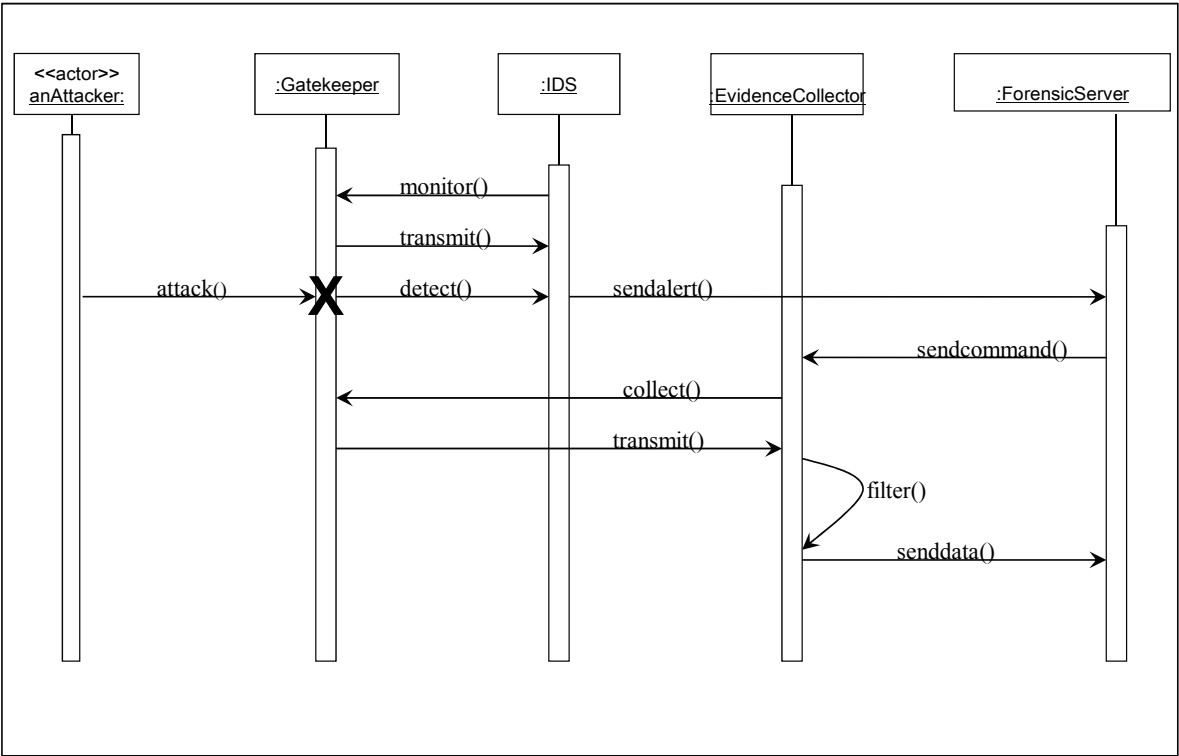 <<actor>>
anAttacker:
:Gatekeeper
:IDS
:EvidenceCollector
:ForensicServer
monitor()
transmit()
attack()
X
detect()
sendalert()
sendcommand()
collect()
transmit()
filter()
senddata()